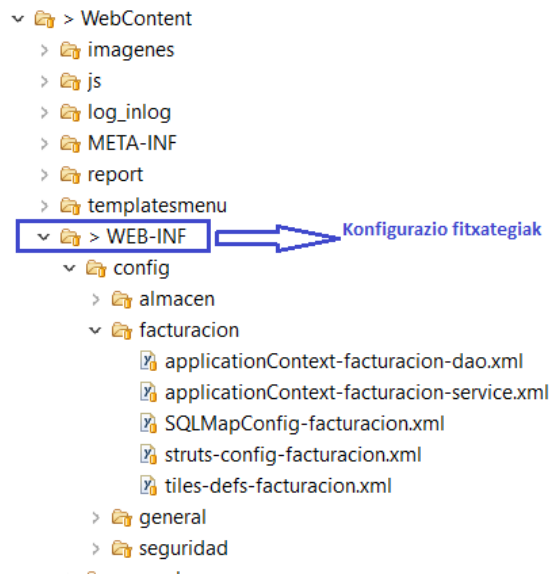 > WebContent
imagenes
js
log_inlog
META-INF
report
templatesmenu
> WEB-INF
Konfigurazio fitxategiak
config
almacen
facturacion
applicationContext-facturacion-dao.xml
applicationContext-facturacion-service.xml
SQLMapConfig-facturacion.xml
struts-config-facturacion.xml
tiles-defs-facturacion.xml
general
seguridad